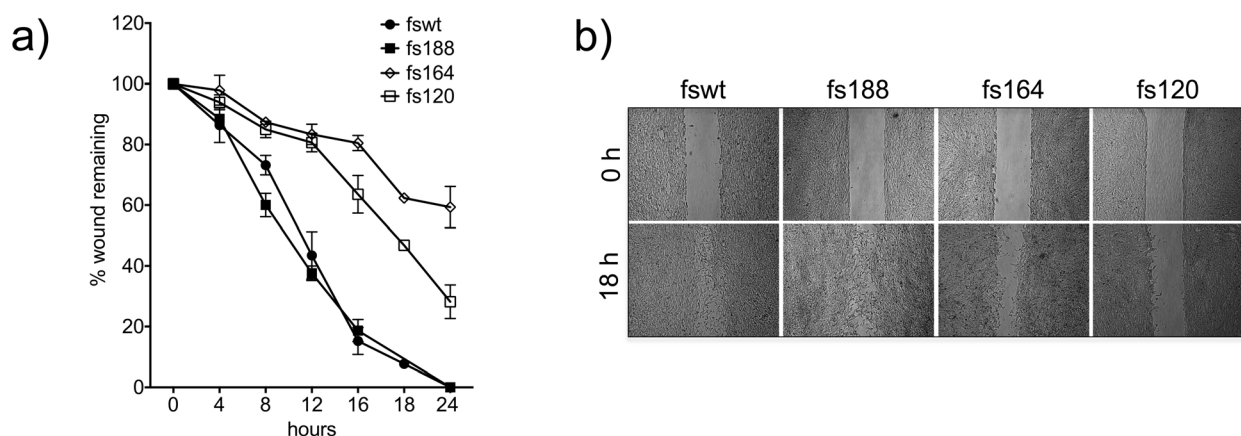 a)
120
100
80
60
40
20
0
% wound remaining
0 4 8 12 16 18 24
hours
fswt
fs188
fs164
fs120
b)
fswt fs188 fs164 fs120
0 h
18 h